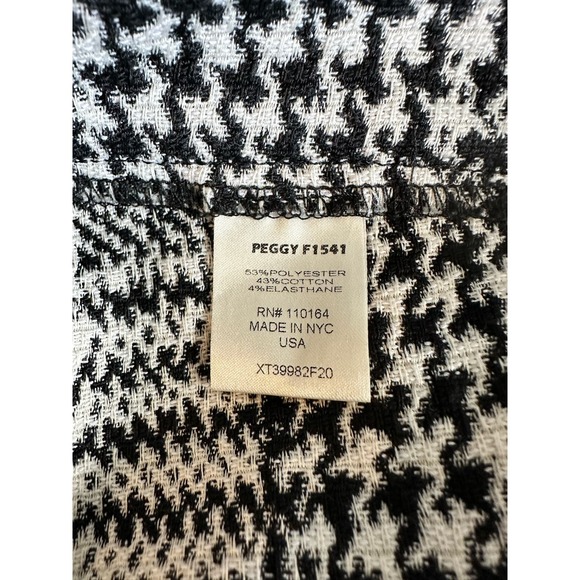 PEGGY F1541
53%POLYESTER
43%COTTON
4%ELASTHANE
RN# 110164
MADE IN NYC
USA
XT39982F20